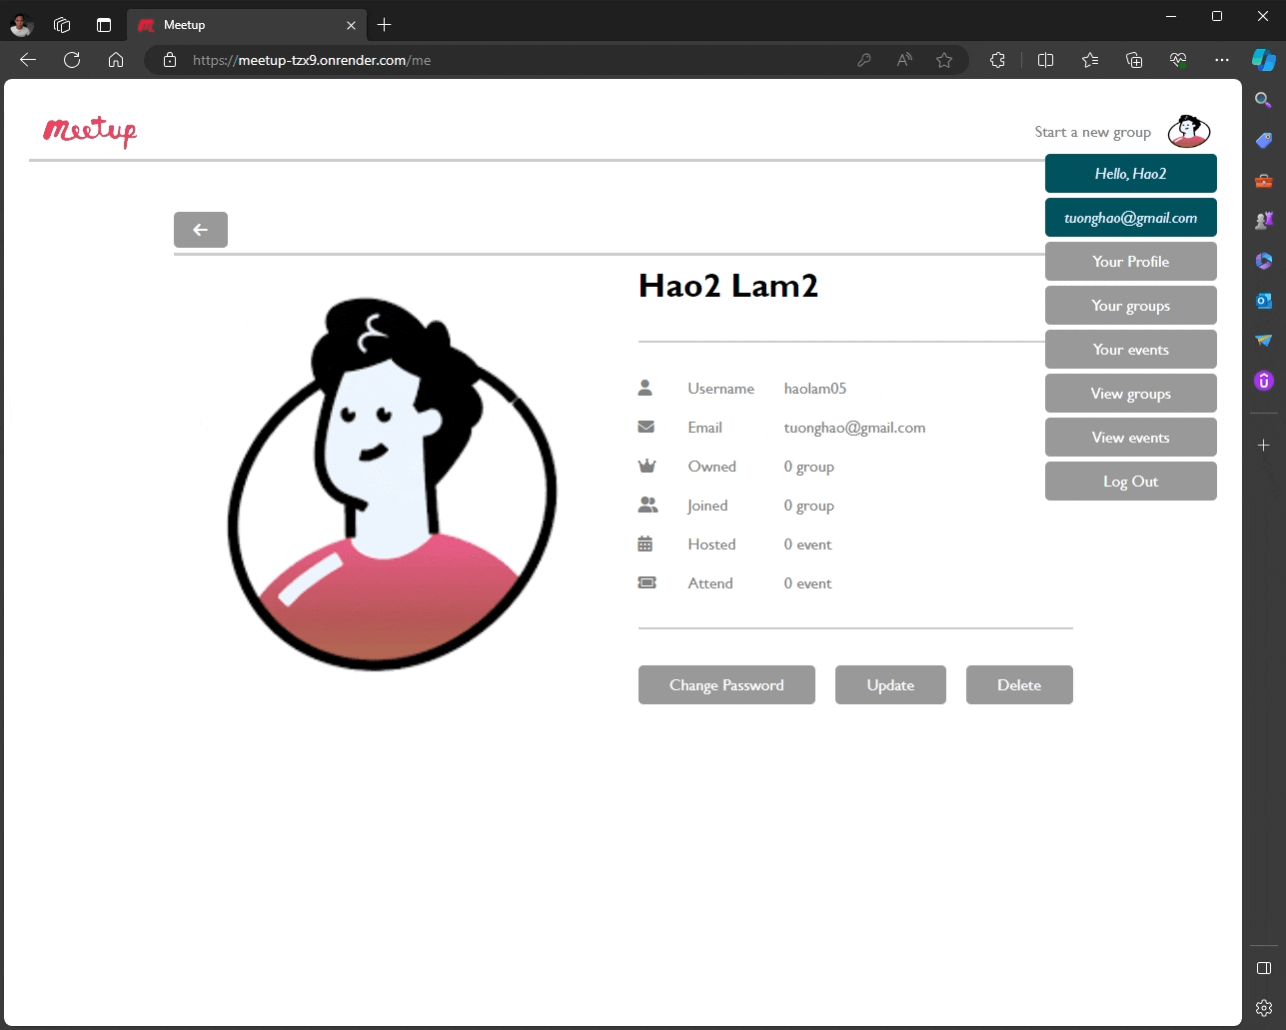 Meetup
https://meetup-tzx9.onrender.com/me
Meetup
Start a new group
Hello, Hao2
tuonghao@gmail.com
Your Profile
Your groups
Your events
View groups
View events
Log Out
Hao2 Lam2
Username haolam05
Email tuonghao@gmail.com
Owned 0 group
Joined 0 group
Hosted 0 event
Attend 0 event
Change Password Update Delete